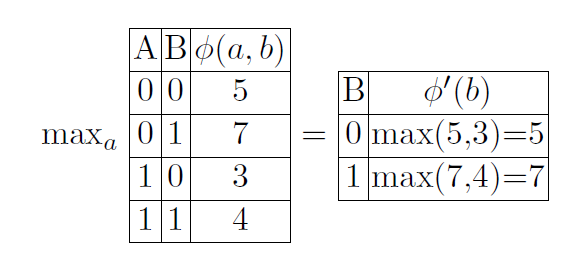 A B ϕ(a, b)
0 0 5
max_a 0 1 7
1 0 3
1 1 4
=
B ϕ′(b)
0 max(5,3)=5
1 max(7,4)=7